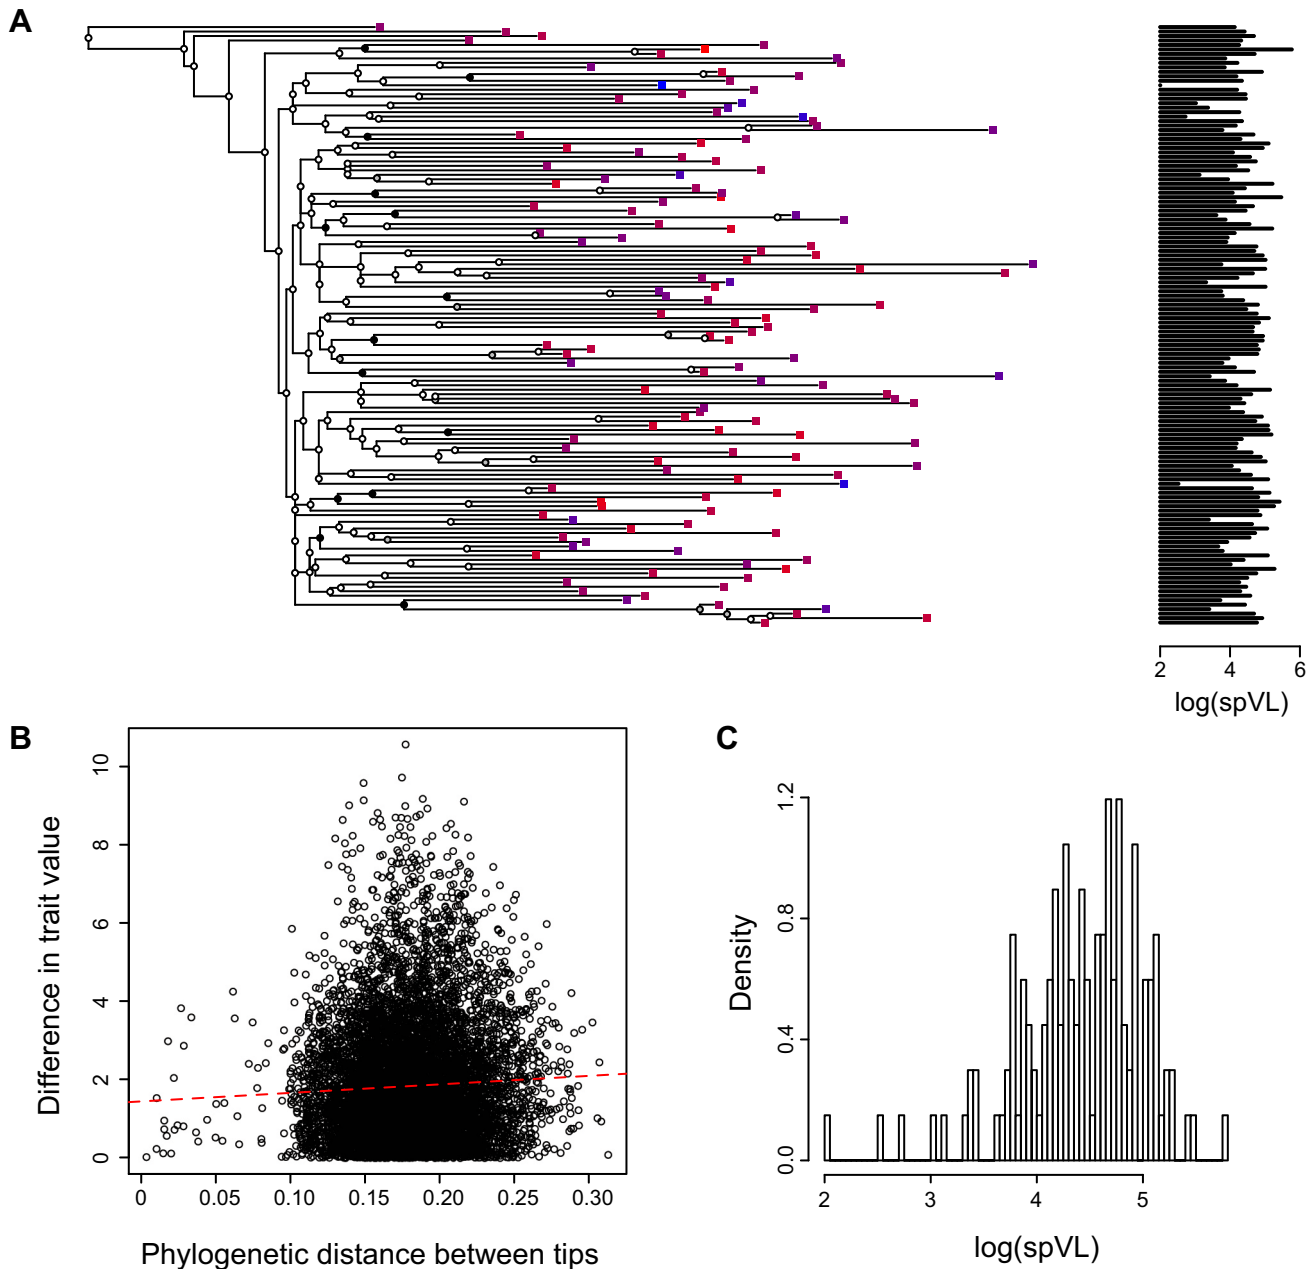 A
2 4 6
log(spVL)
B
Difference in trait value
0 2 4 6 8 10
0 0.05 0.10 0.15 0.20 0.25 0.30
Phylogenetic distance between tips
C
Density
0.0 0.4 0.8 1.2
2 3 4 5
log(spVL)